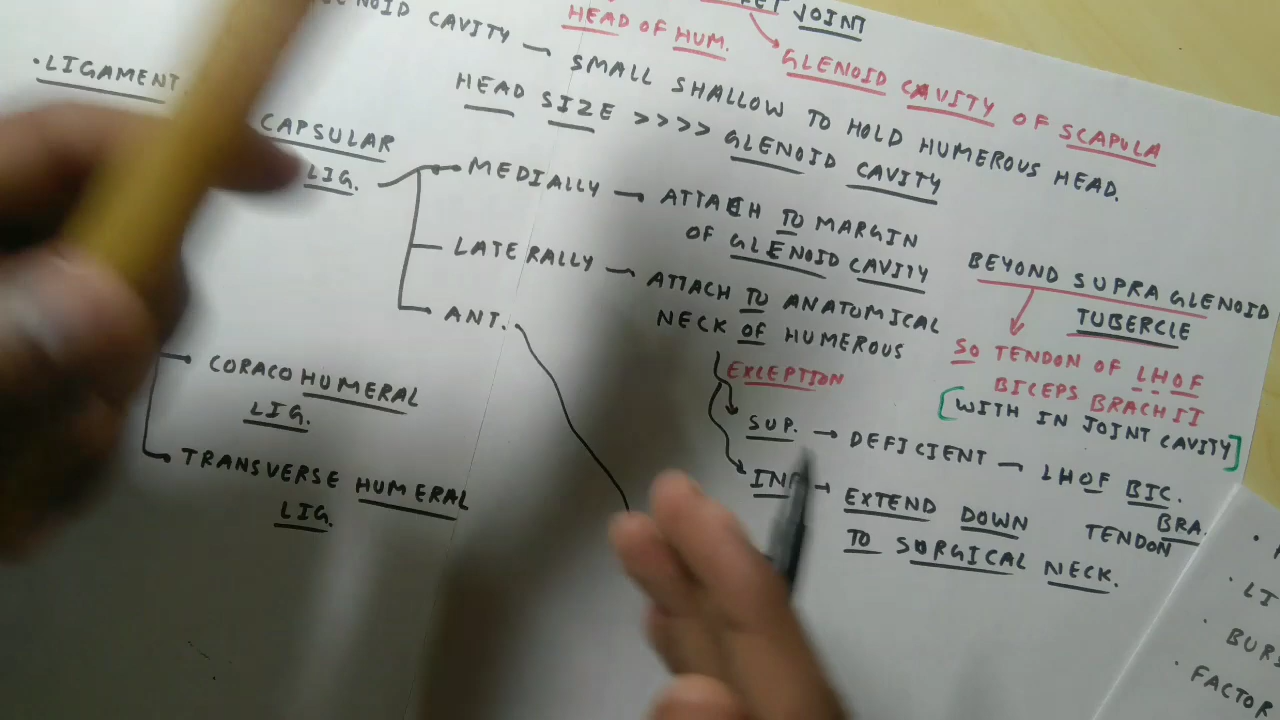 JOINT
CAVITY
HEAD OF HUM.
GLENOID CAVITY OF SCAPULA
SMALL SHALLOW TO HOLD HUMEROUS HEAD.
HEAD SIZE >>>> GLENOID CAVITY
• LIGAMENT
CAPSULAR
LIG.
MEDIALLY
ATTACH TO MARGIN
OF GLENOID CAVITY
LATERALLY
ATTACH TO ANATOMICAL
NECK OF HUMEROUS
BEYOND SUPRA GLENOID
TUBERCLE
SO TENDON OF LHOF
BICEPS BRACHII
[WITH IN JOINT CAVITY]
ANT.
EXCEPTION
SUP. → DEFICIENT — LHOF BIC.
BRA.
TENDON
EXTEND DOWN
TO SURGICAL NECK.
CORACO HUMERAL
LIG.
TRANSVERSE HUMERAL
LIG.
FACTOR